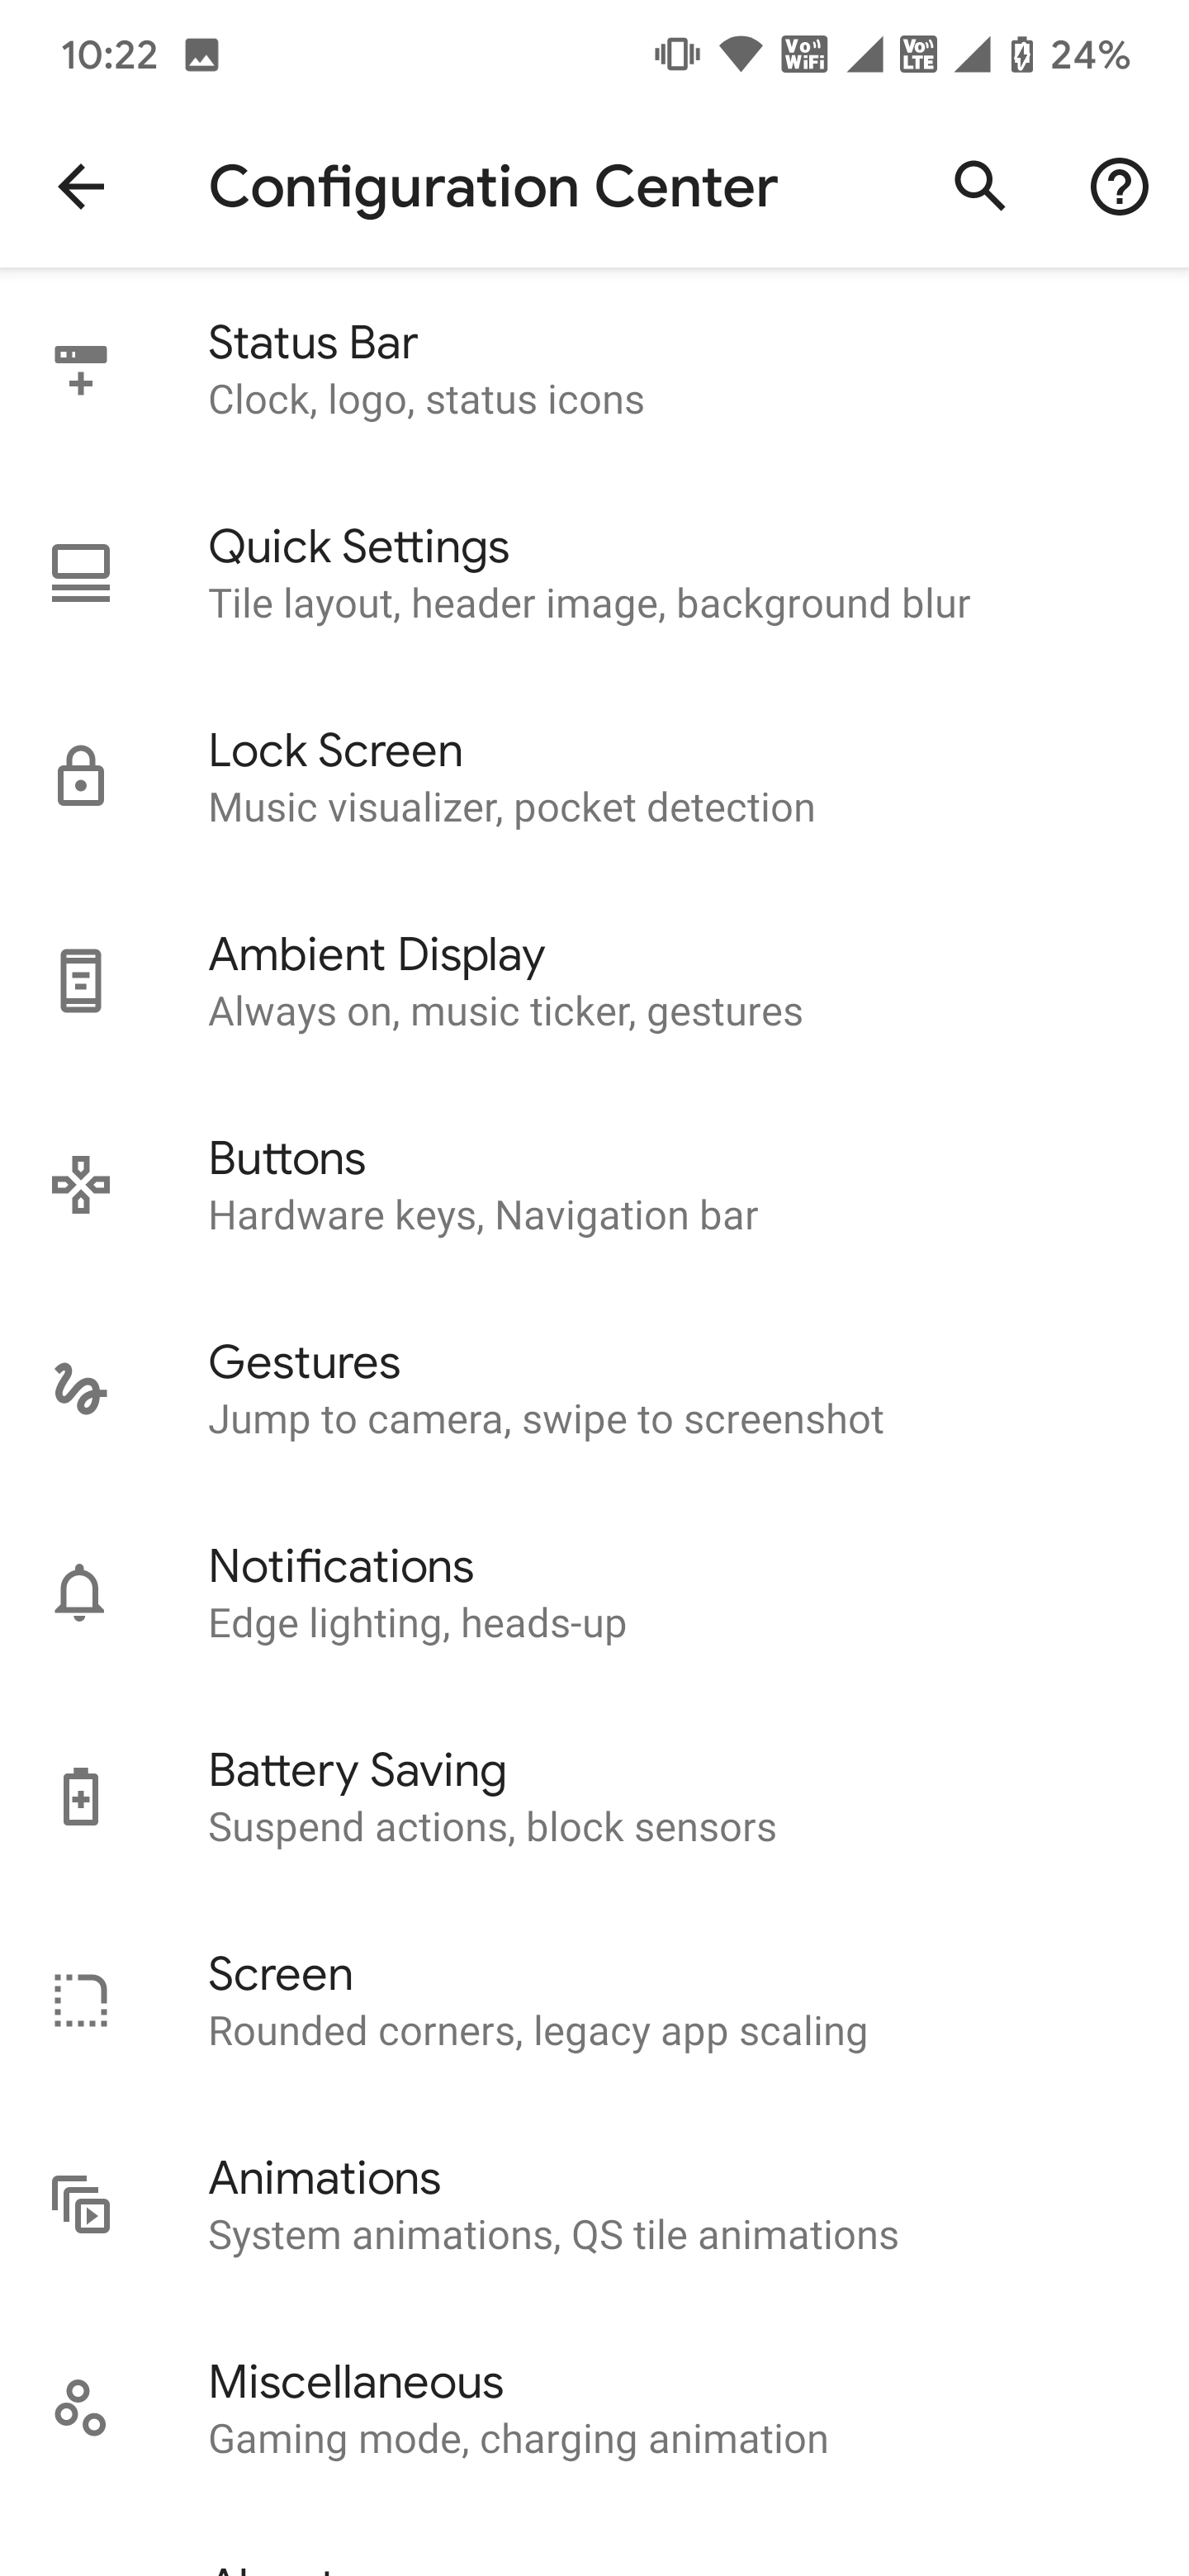 10:22 Vo WiFi Vo LTE 24%
Configuration Center
Status Bar
Clock, logo, status icons
Quick Settings
Tile layout, header image, background blur
Lock Screen
Music visualizer, pocket detection
Ambient Display
Always on, music ticker, gestures
Buttons
Hardware keys, Navigation bar
Gestures
Jump to camera, swipe to screenshot
Notifications
Edge lighting, heads-up
Battery Saving
Suspend actions, block sensors
Screen
Rounded corners, legacy app scaling
Animations
System animations, QS tile animations
Miscellaneous
Gaming mode, charging animation